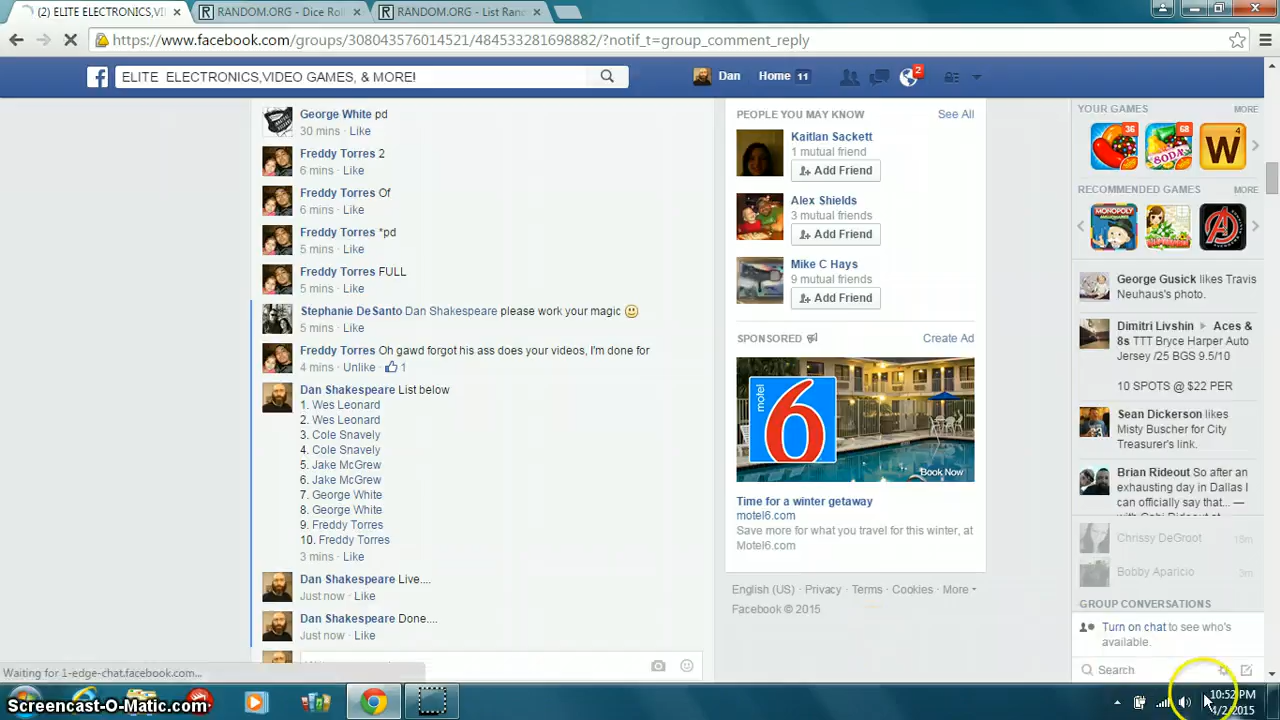 (2) ELITE ELECTRONICS,VI
RANDOM.ORG - Dice Roll
RANDOM.ORG - List Rand
https://www.facebook.com/groups/308043576014521/484533281698882/?notif_t=group_comment_reply
ELITE ELECTRONICS,VIDEO GAMES, & MORE!
Dan
Home 11
2
George White pd
30 mins · Like
Freddy Torres 2
6 mins · Like
Freddy Torres Of
6 mins · Like
Freddy Torres *pd
5 mins · Like
Freddy Torres FULL
5 mins · Like
Stephanie DeSanto Dan Shakespeare please work your magic
5 mins · Like
Freddy Torres Oh gawd forgot his ass does your videos, I'm done for
4 mins · Unlike · 1
Dan Shakespeare List below
1. Wes Leonard
2. Wes Leonard
3. Cole Snavely
4. Cole Snavely
5. Jake McGrew
6. Jake McGrew
7. George White
8. George White
9. Freddy Torres
10. Freddy Torres
3 mins · Like
Dan Shakespeare Live....
Just now · Like
Dan Shakespeare Done....
Just now · Like
PEOPLE YOU MAY KNOW
See All
Kaitlan Sackett
1 mutual friend
Add Friend
Alex Shields
3 mutual friends
Add Friend
Mike C Hays
9 mutual friends
Add Friend
SPONSORED
Create Ad
motel 6
Book Now
Time for a winter getaway
motel6.com
Save more for what you travel for this winter, at
Motel6.com
English (US) · Privacy · Terms · Cookies · More
Facebook © 2015
YOUR GAMES
MORE
36
68
SODA
W 4
RECOMMENDED GAMES
MORE
MONOPOLY
George Gusick likes Travis
Neuhaus's photo.
Dimitri Livshin ▸ Aces &
8s TTT Bryce Harper Auto
Jersey /25 BGS 9.5/10
10 SPOTS @ $22 PER
Sean Dickerson likes
Misty Buscher for City
Treasurer's link.
Brian Rideout So after an
exhausting day in Dallas I
can officially say that... —
Chrissy DeGroot
18m
Bobby Aparicio
3m
GROUP CONVERSATIONS
Turn on chat to see who's
available.
Search
Waiting for 1-edge-chat.facebook.com...
Screencast-O-Matic.com
10:52 PM
4/2/2015